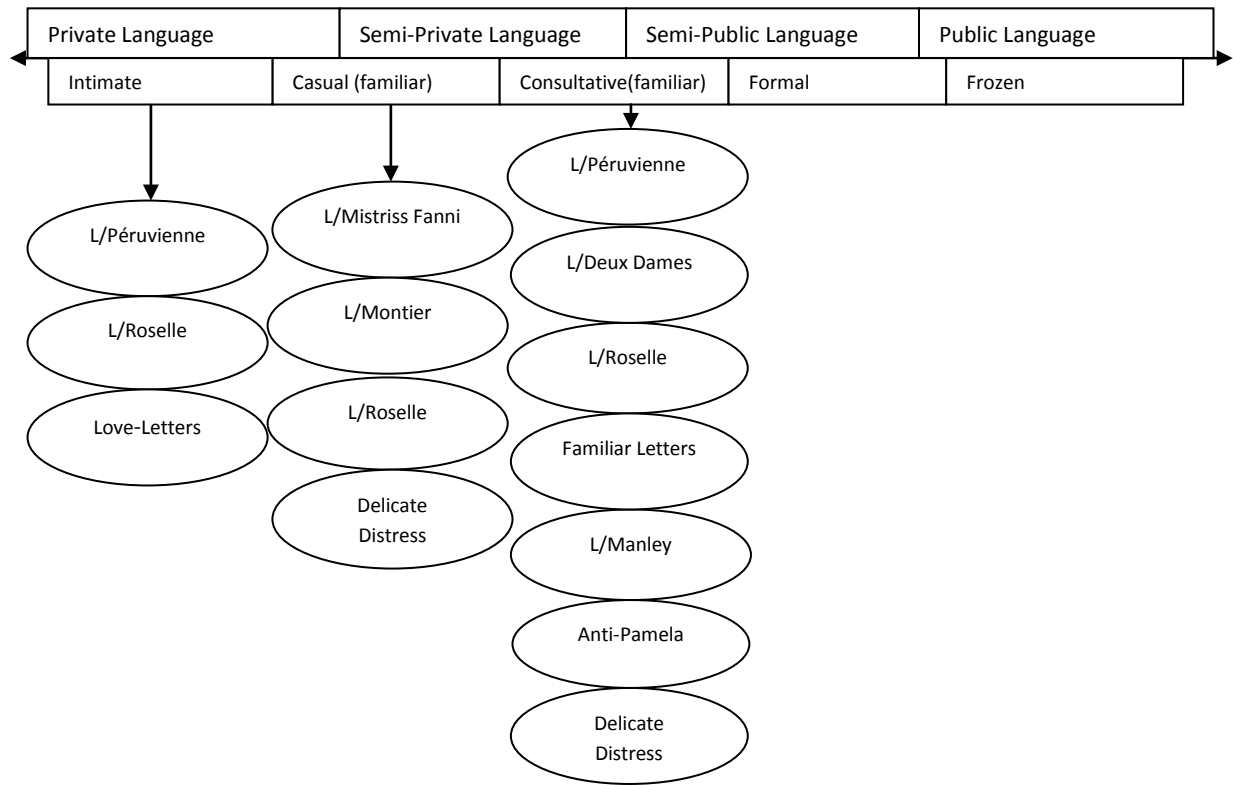 Private Language
Semi-Private Language
Semi-Public Language
Public Language
Intimate
Casual (familiar)
Consultative(familiar)
Formal
Frozen
L/Péruvienne
L/Roselle
Love-Letters
L/Mistriss Fanni
L/Montier
L/Roselle
Delicate
Distress
L/Péruvienne
L/Deux Dames
L/Roselle
Familiar Letters
L/Manley
Anti-Pamela
Delicate
Distress